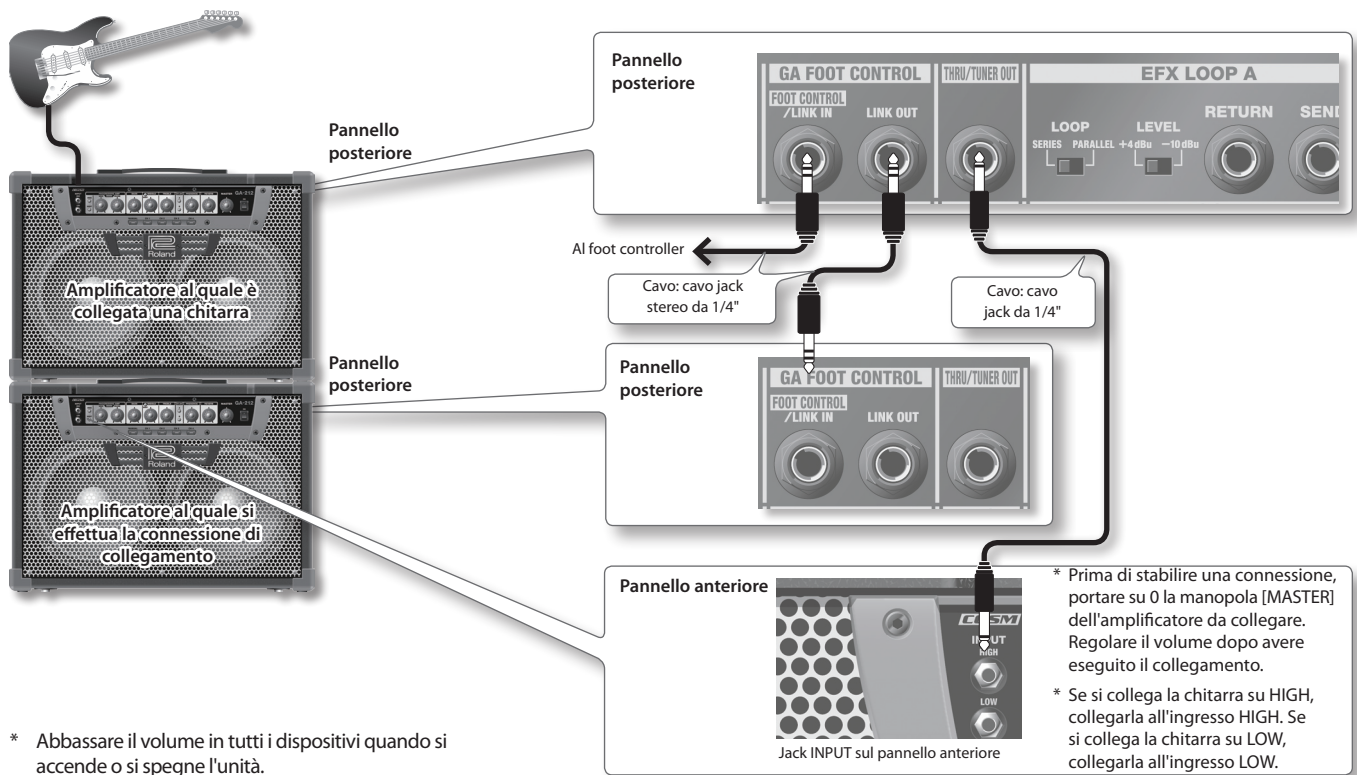 Pannello
posteriore
GA FOOT CONTROL
THRU/TUNER OUT
EFX LOOP A
FOOT CONTROL
/LINK IN
LINK OUT
LOOP
SERIES PARALLEL
LEVEL
+4 dBu −10 dBu
RETURN
SEND
Pannello
posteriore
Al foot controller
Cavo: cavo jack
stereo da 1/4"
Cavo: cavo
jack da 1/4"
GA-212
Roland
Amplificatore al quale è
collegata una chitarra
Pannello
posteriore
Pannello
posteriore
GA FOOT CONTROL
THRU/TUNER OUT
FOOT CONTROL
/LINK IN
LINK OUT
GA-212
Roland
Amplificatore al quale si
effettua la connessione di
collegamento
Pannello anteriore
COSM
INPUT
HIGH
LOW
Jack INPUT sul pannello anteriore
* Prima di stabilire una connessione,
portare su 0 la manopola [MASTER]
dell'amplificatore da collegare.
Regolare il volume dopo avere
eseguito il collegamento.
* Se si collega la chitarra su HIGH,
collegarla all'ingresso HIGH. Se
si collega la chitarra su LOW,
collegarla all'ingresso LOW.
* Abbassare il volume in tutti i dispositivi quando si
accende o si spegne l'unità.